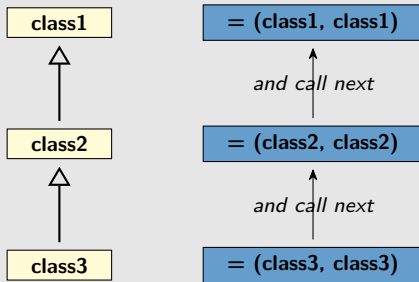 class1
= (class1, class1)
and call next
class2
= (class2, class2)
and call next
class3
= (class3, class3)